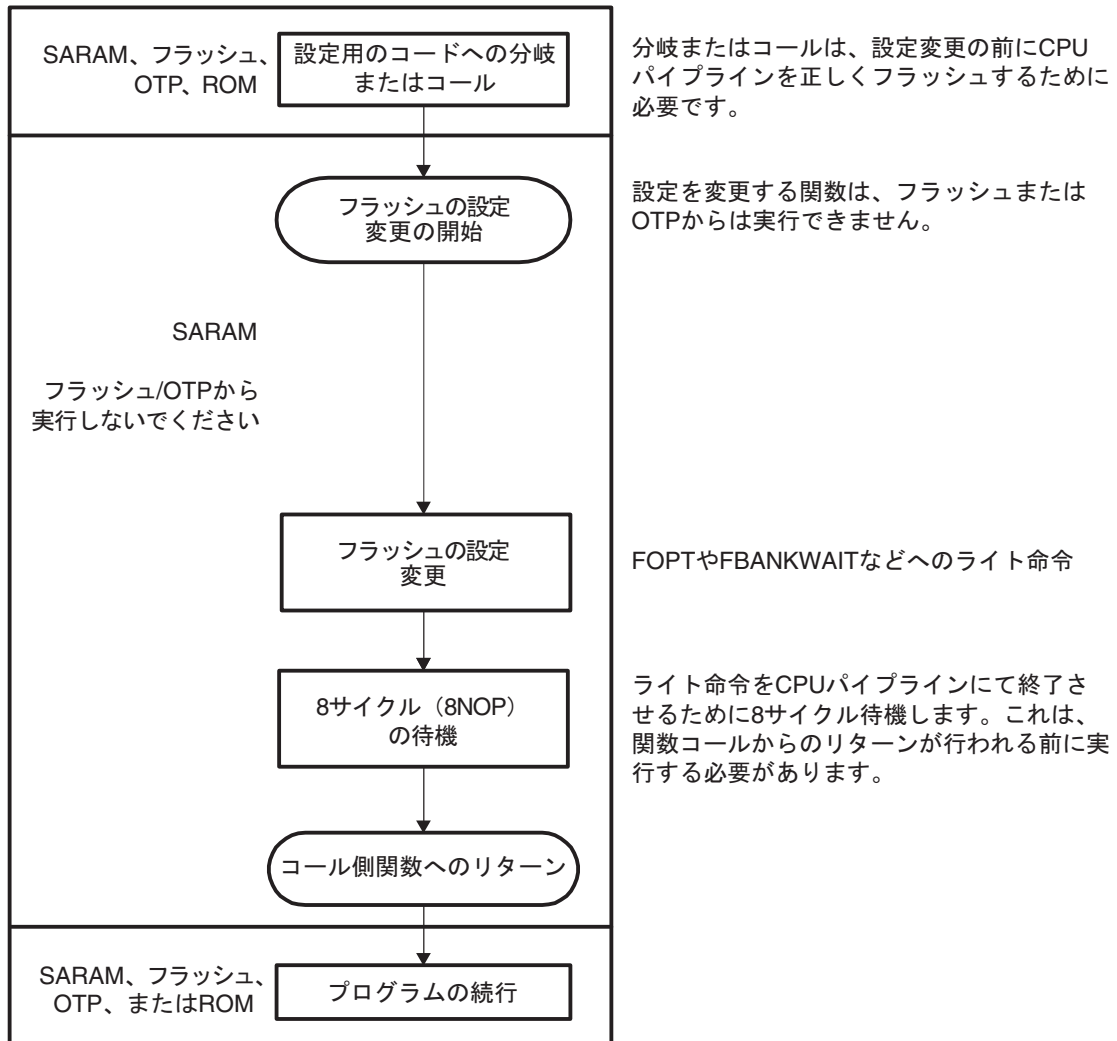 SARAM、フラッシュ、
OTP、ROM
設定用のコードへの分岐
またはコール
分岐またはコールは、設定変更の前にCPU
パイプラインを正しくフラッシュするために
必要です。
フラッシュの設定
変更の開始
設定を変更する関数は、フラッシュまたは
OTPからは実行できません。
SARAM
フラッシュ/OTPから
実行しないでください
フラッシュの設定
変更
FOPTやFBANKWAITなどへのライト命令
8サイクル（8NOP）
の待機
ライト命令をCPUパイプラインにて終了さ
せるために8サイクル待機します。これは、
関数コールからのリターンが行われる前に実
行する必要があります。
コール側関数へのリターン
SARAM、フラッシュ、
OTP、またはROM
プログラムの続行